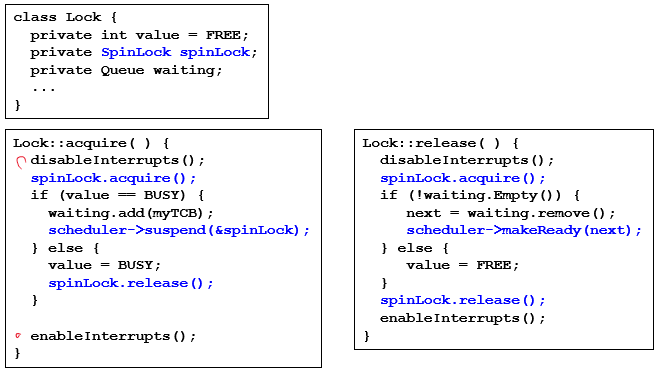 class Lock {
  private int value = FREE;
  private SpinLock spinLock;
  private Queue waiting;
  ...
}
Lock::acquire( ) {
  disableInterrupts();
  spinLock.acquire();
  if (value == BUSY) {
    waiting.add(myTCB);
    scheduler->suspend(&spinLock);
  } else {
    value = BUSY;
    spinLock.release();
  }
  enableInterrupts();
}
Lock::release( ) {
  disableInterrupts();
  spinLock.acquire();
  if (!waiting.Empty()) {
     next = waiting.remove();
     scheduler->makeReady(next);
  } else {
     value = FREE;
  }
  spinLock.release();
  enableInterrupts();
}